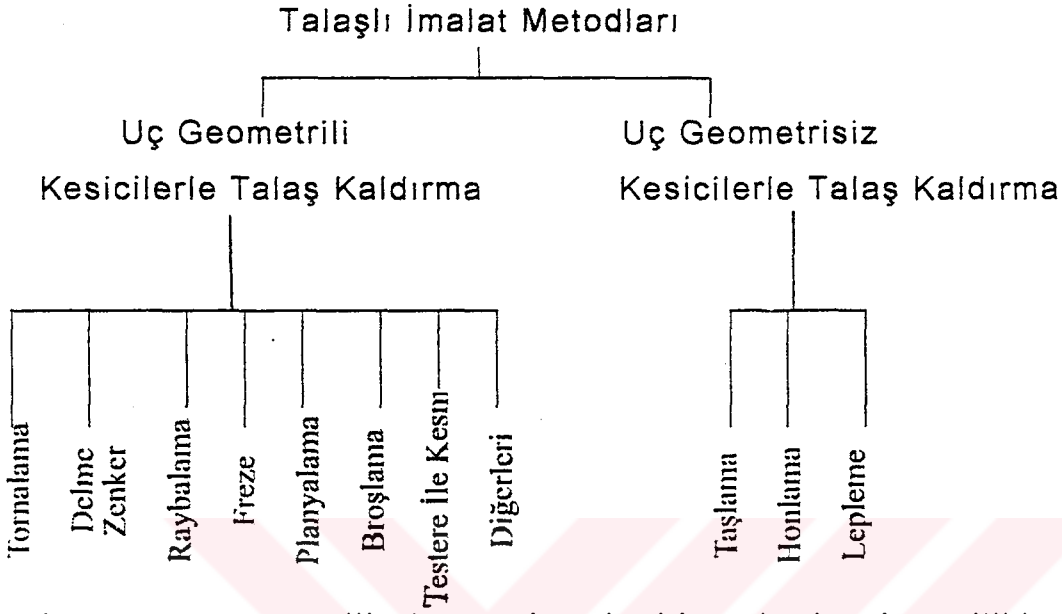 Talaşlı İmalat Metodları
Uç Geometrili
Kesicilerle Talaş Kaldırma
Uç Geometrisiz
Kesicilerle Talaş Kaldırma
Tornalama
Delme
Zenker
Raybalama
Freze
Planyalama
Broşlama
Testere İle Kesm
Diğerleri
Taşlama
Honlama
Lepleme